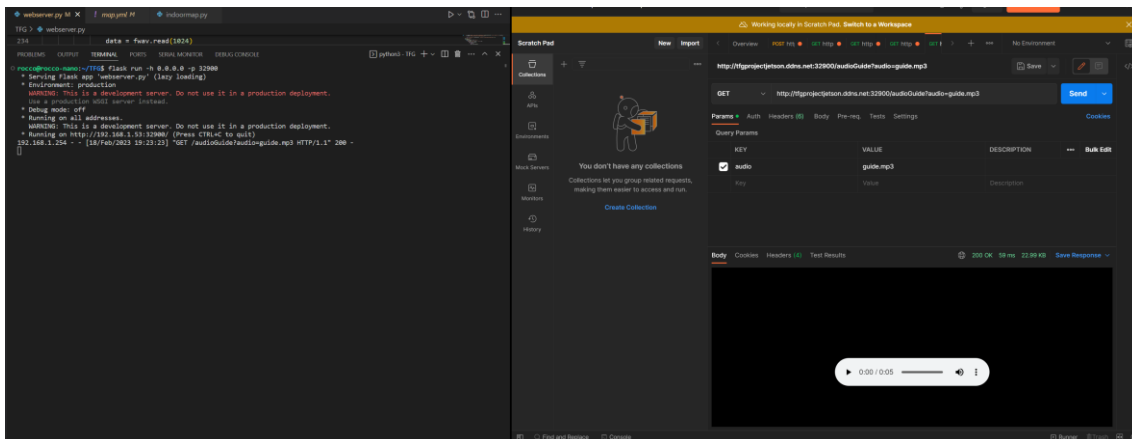 webserver.py M ×
! map.yml M
indoormap.py
TFG > webserver.py
234 data = fwav.read(1024)
PROBLEMS OUTPUT TERMINAL PORTS SERIAL MONITOR DEBUG CONSOLE
python3 - TFG
rocco@rocco-nano:~/TFG$ flask run -h 0.0.0.0 -p 32900
* Serving Flask app 'webserver.py' (lazy loading)
* Environment: production
WARNING: This is a development server. Do not use it in a production deployment.
Use a production WSGI server instead.
* Debug mode: off
* Running on all addresses.
WARNING: This is a development server. Do not use it in a production deployment.
* Running on http://192.168.1.53:32900/ (Press CTRL+C to quit)
192.168.1.254 - - [18/Feb/2023 19:23:23] "GET /audioGuide?audio=guide.mp3 HTTP/1.1" 200 -
Working locally in Scratch Pad. Switch to a Workspace
Scratch Pad New Import
Overview
GET http
GET http
GET http
No Environment
Collections
APIs
Environments
Mock Servers
Monitors
History
You don't have any collections
Collections let you group related requests,
making them easier to access and run.
Create Collection
http://tfgprojectjetson.ddns.net:32900/audioGuide?audio=guide.mp3
Save
GET http://tfgprojectjetson.ddns.net:32900/audioGuide?audio=guide.mp3
Send
Params Auth Headers (6) Body Pre-req. Tests Settings
Cookies
Query Params
KEY VALUE DESCRIPTION Bulk Edit
audio guide.mp3
Key Value Description
Body Cookies Headers (4) Test Results
200 OK 59 ms 22.99 KB Save Response
0:00 / 0:05
Find and Replace Console
Runner Trash